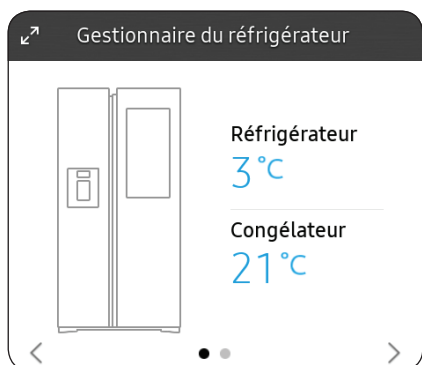 Gestionnaire du réfrigérateur
Réfrigérateur
3°C
Congélateur
21°C